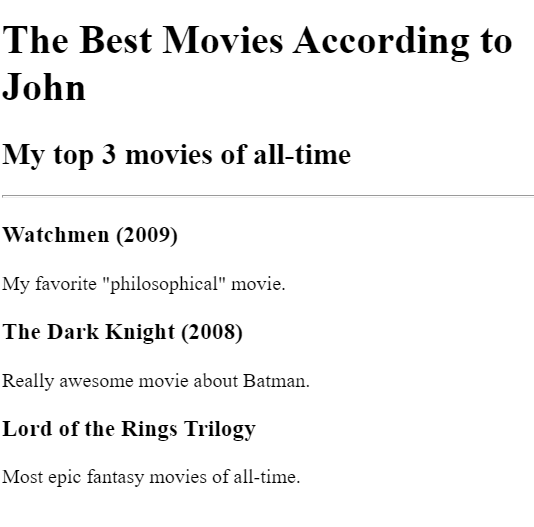 The Best Movies According to
John
My top 3 movies of all-time
Watchmen (2009)
My favorite "philosophical" movie.
The Dark Knight (2008)
Really awesome movie about Batman.
Lord of the Rings Trilogy
Most epic fantasy movies of all-time.